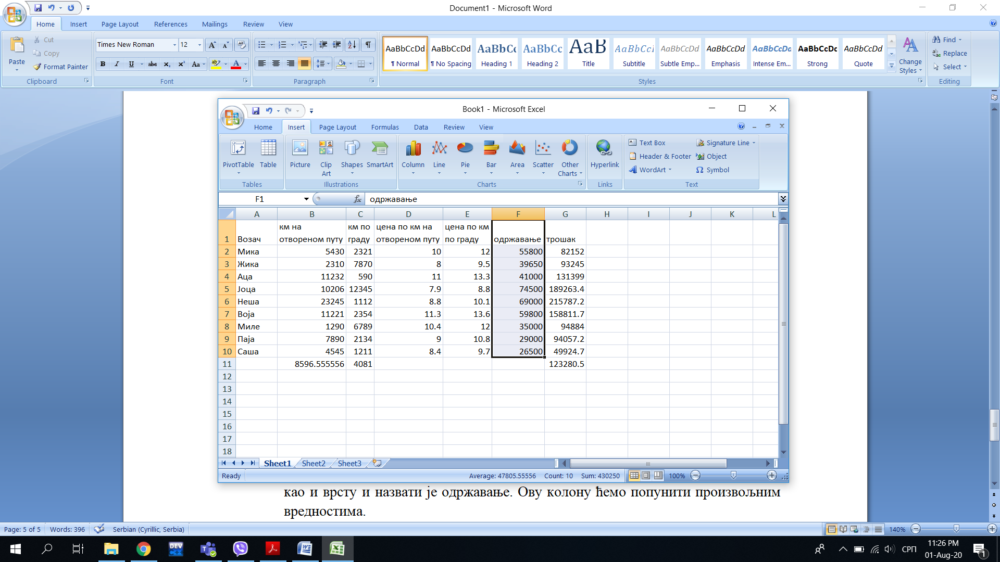 Document1 - Microsoft Word
Home Insert Page Layout References Mailings Review View
Paste
Cut
Copy
Format Painter
Clipboard
Times New Roman 12
Font
Paragraph
AaBbCcDd AaBbCcDd AaBbCc AaBbCc AaB AaBbCcl AaBbCcDd AaBbCcDd AaBbCcDd AaBbCcDd AaBbCcDd
¶ Normal ¶ No Spacing Heading 1 Heading 2 Title Subtitle Subtle Emp... Emphasis Intense Em... Strong Quote
Styles
Change Styles
Find
Replace
Select
Editing
Book1 - Microsoft Excel
Home Insert Page Layout Formulas Data Review View
PivotTable Table
Tables
Picture Clip Art Shapes SmartArt
Illustrations
Column Line Pie Bar Area Scatter Other Charts
Charts
Hyperlink
Links
Text Box Signature Line
Header & Footer Object
WordArt Symbol
Text
F1 fx одржавање
A B C D E F G H I J K L
1 Возач км на отвореном путу км по граду цена по км на отвореном путу цена по км по граду одржавање трошак
2 Мика 5430 2321 10 12 55800 82152
3 Жика 2310 7870 8 9.5 39650 93245
4 Аца 11232 590 11 13.3 41000 131399
5 Јоца 10206 12345 7.9 8.8 74500 189263.4
6 Неша 23245 1112 8.8 10.1 69000 215787.2
7 Воја 11221 2354 11.3 13.6 59800 158811.7
8 Миле 1290 6789 10.4 12 35000 94884
9 Паја 7890 2134 9 10.8 29000 94057.2
10 Саша 4545 1211 8.4 9.7 26500 49924.7
11 8596.555556 4081 123280.5
12
13
14
15
16
17
18
Sheet1 Sheet2 Sheet3
Ready Average: 47805.55556 Count: 10 Sum: 430250 100%
као и врсту и назвати је одржавање. Ову колону ћемо попунити произвољним
вредностима.
Page: 5 of 5 Words: 396 Serbian (Cyrillic, Serbia) 140%
DEV
СРП
11:26 PM
01-Aug-20
1